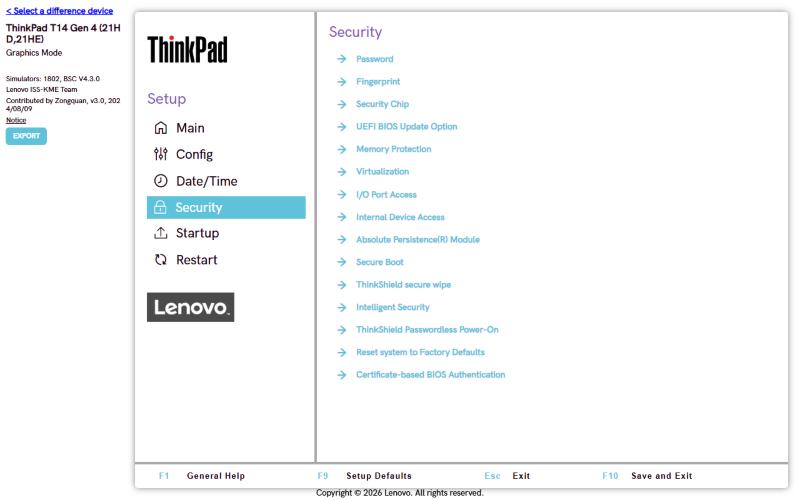 < Select a difference device
ThinkPad T14 Gen 4 (21H
D,21HE)
Graphics Mode
Simulators: 1802, BSC V4.3.0
Lenovo ISS-KME Team
Contributed by Zongquan, v3.0, 202
4/08/09
Notice
EXPORT
ThinkPad
Setup
Main
Config
Date/Time
Security
Startup
Restart
Lenovo.
Security
Password
Fingerprint
Security Chip
UEFI BIOS Update Option
Memory Protection
Virtualization
I/O Port Access
Internal Device Access
Absolute Persistence(R) Module
Secure Boot
ThinkShield secure wipe
Intelligent Security
ThinkShield Passwordless Power-On
Reset system to Factory Defaults
Certificate-based BIOS Authentication
F1 General Help F9 Setup Defaults Esc Exit F10 Save and Exit
Copyright © 2026 Lenovo. All rights reserved.